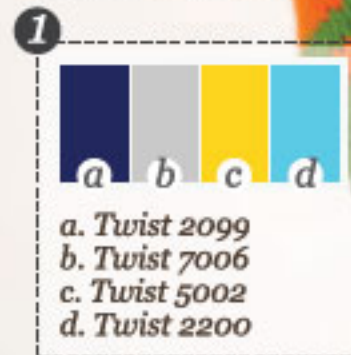 1
a b c d
a. Twist 2099
b. Twist 7006
c. Twist 5002
d. Twist 2200